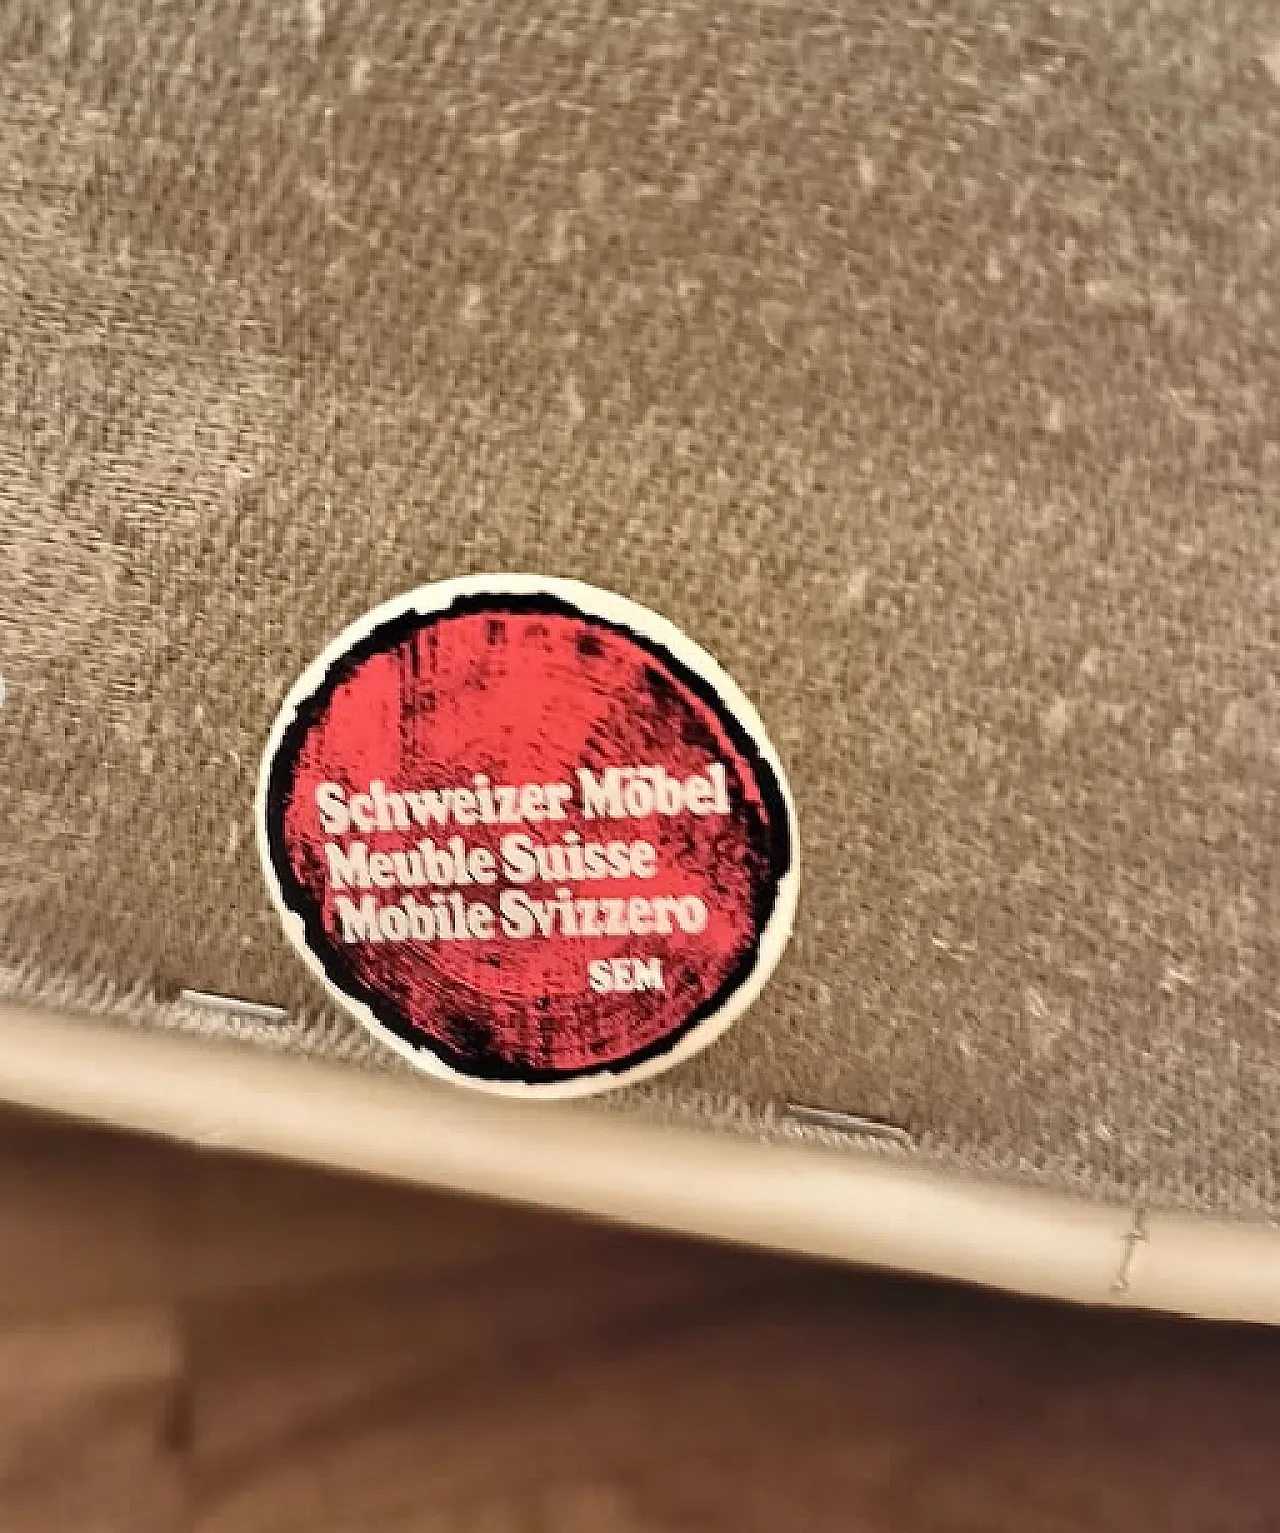 Schweizer Möbel
Meuble Suisse
Mobile Svizzero
SEM